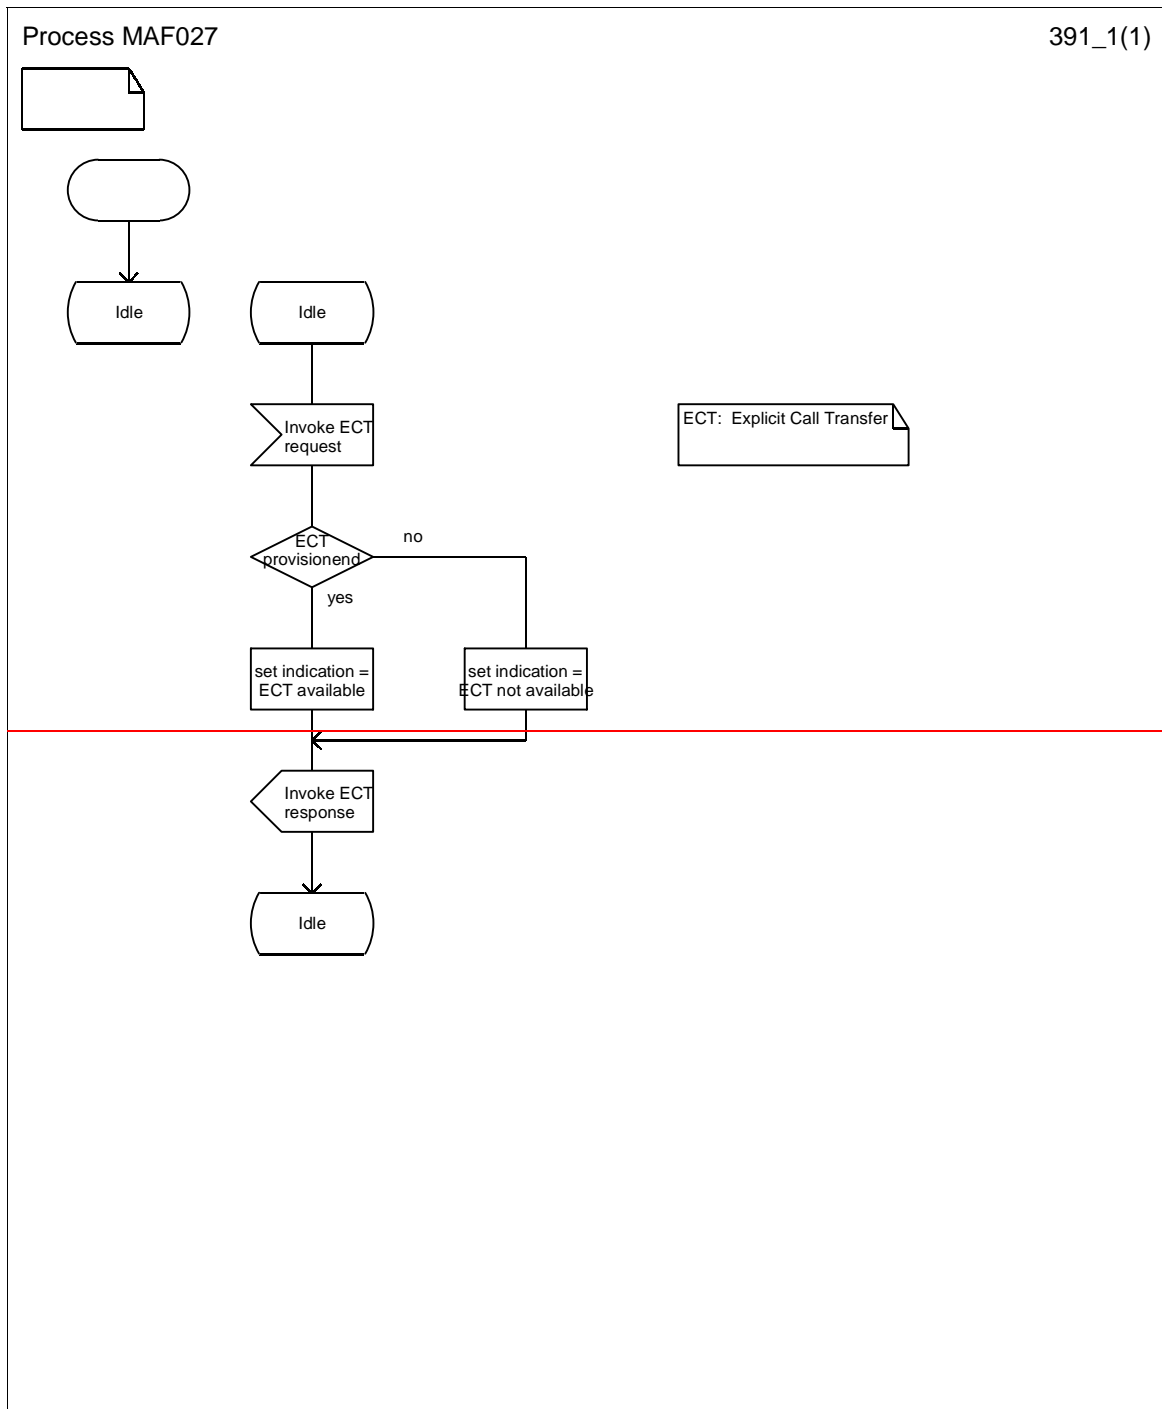 Process MAF027
391_1(1)
Idle
Idle
Invoke ECT
request
ECT: Explicit Call Transfer
ECT
provisionend
no
yes
set indication =
ECT available
set indication =
ECT not available
Invoke ECT
response
Idle